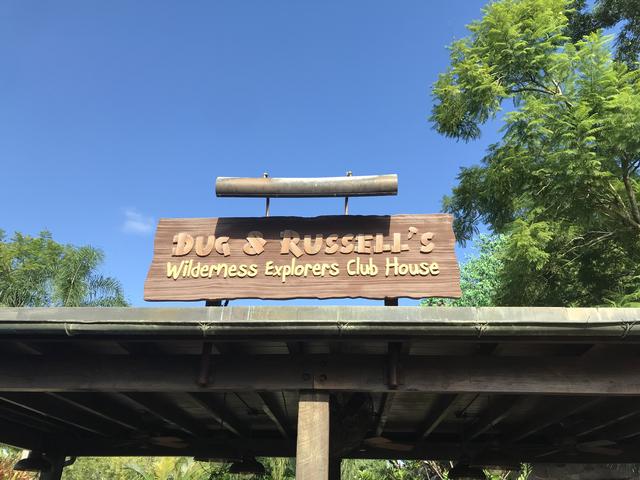 DUG & RUSSELL'S
Wilderness Explorers Club House